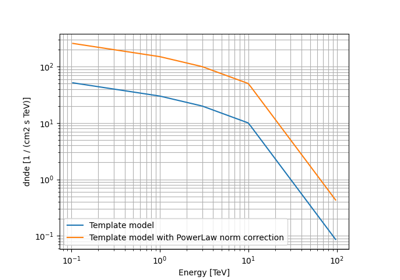 10²
10¹
10⁰
10⁻¹
dnde [1 / (cm2 s TeV)]
Template model
Template model with PowerLaw norm correction
10⁻¹
10⁰
10¹
10²
Energy [TeV]